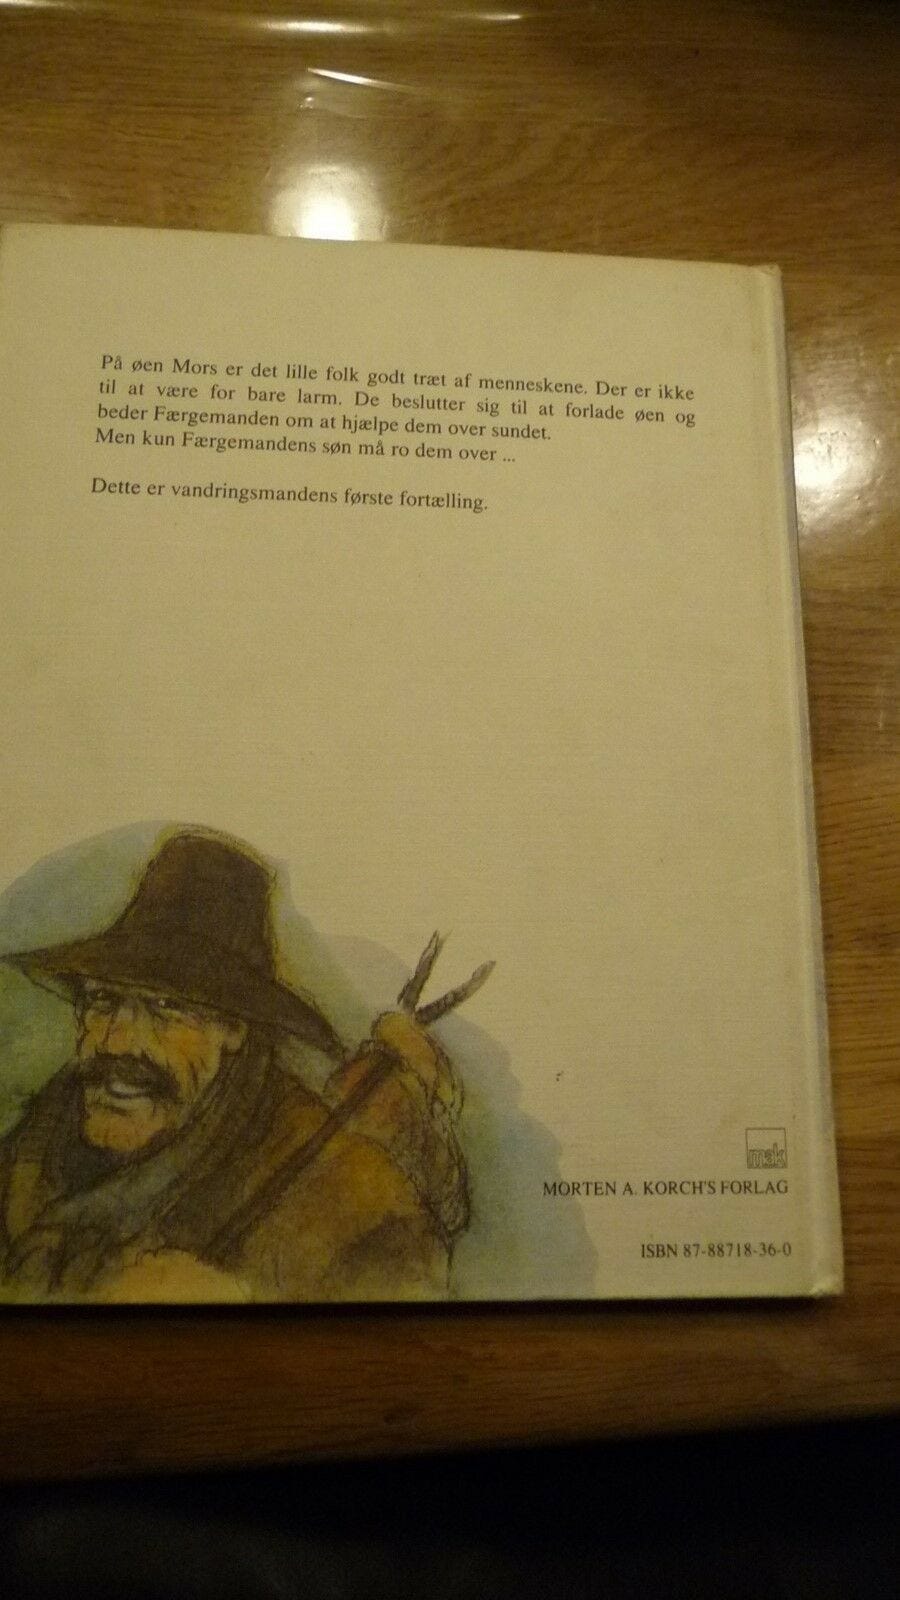 På øen Mors er det lille folk godt træt af menneskene. Der er ikke
til at være for bare larm. De beslutter sig til at forlade øen og
beder Færgemanden om at hjælpe dem over sundet.
Men kun Færgemandens søn må ro dem over ...
Dette er vandringsmandens første fortælling.
mak
MORTEN A. KORCH'S FORLAG
ISBN 87-88718-36-0